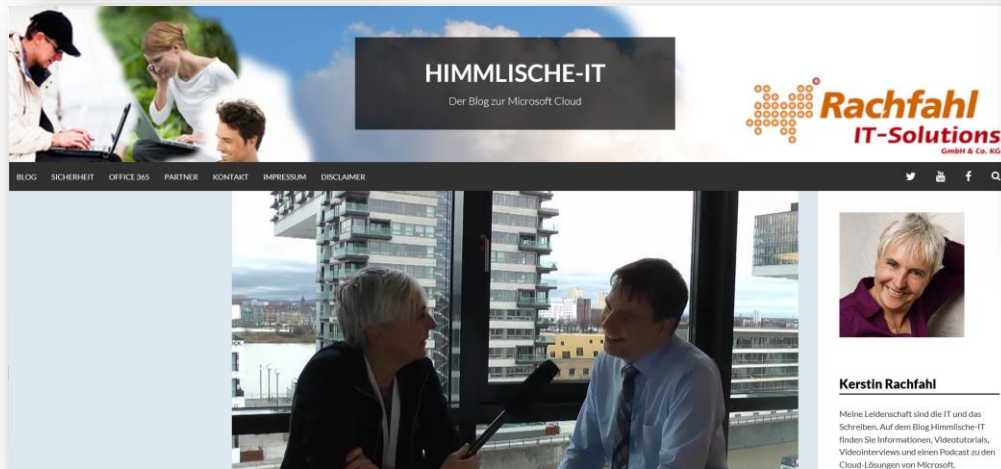 HIMMLISCHE-IT
Der Blog zur Microsoft Cloud
Rachfahl
IT-Solutions
GmbH & Co. KG
BLOG SICHERHEIT OFFICE 365 PARTNER KONTAKT IMPRESSUM DISCLAIMER
Kerstin Rachfahl
Meine Leidenschaft sind die IT und das
Schreiben. Auf dem Blog Himmlische-IT
finden Sie Informationen, Videotutorials,
Videointerviews und einen Podcast zu den
Cloud-Lösungen von Microsoft.